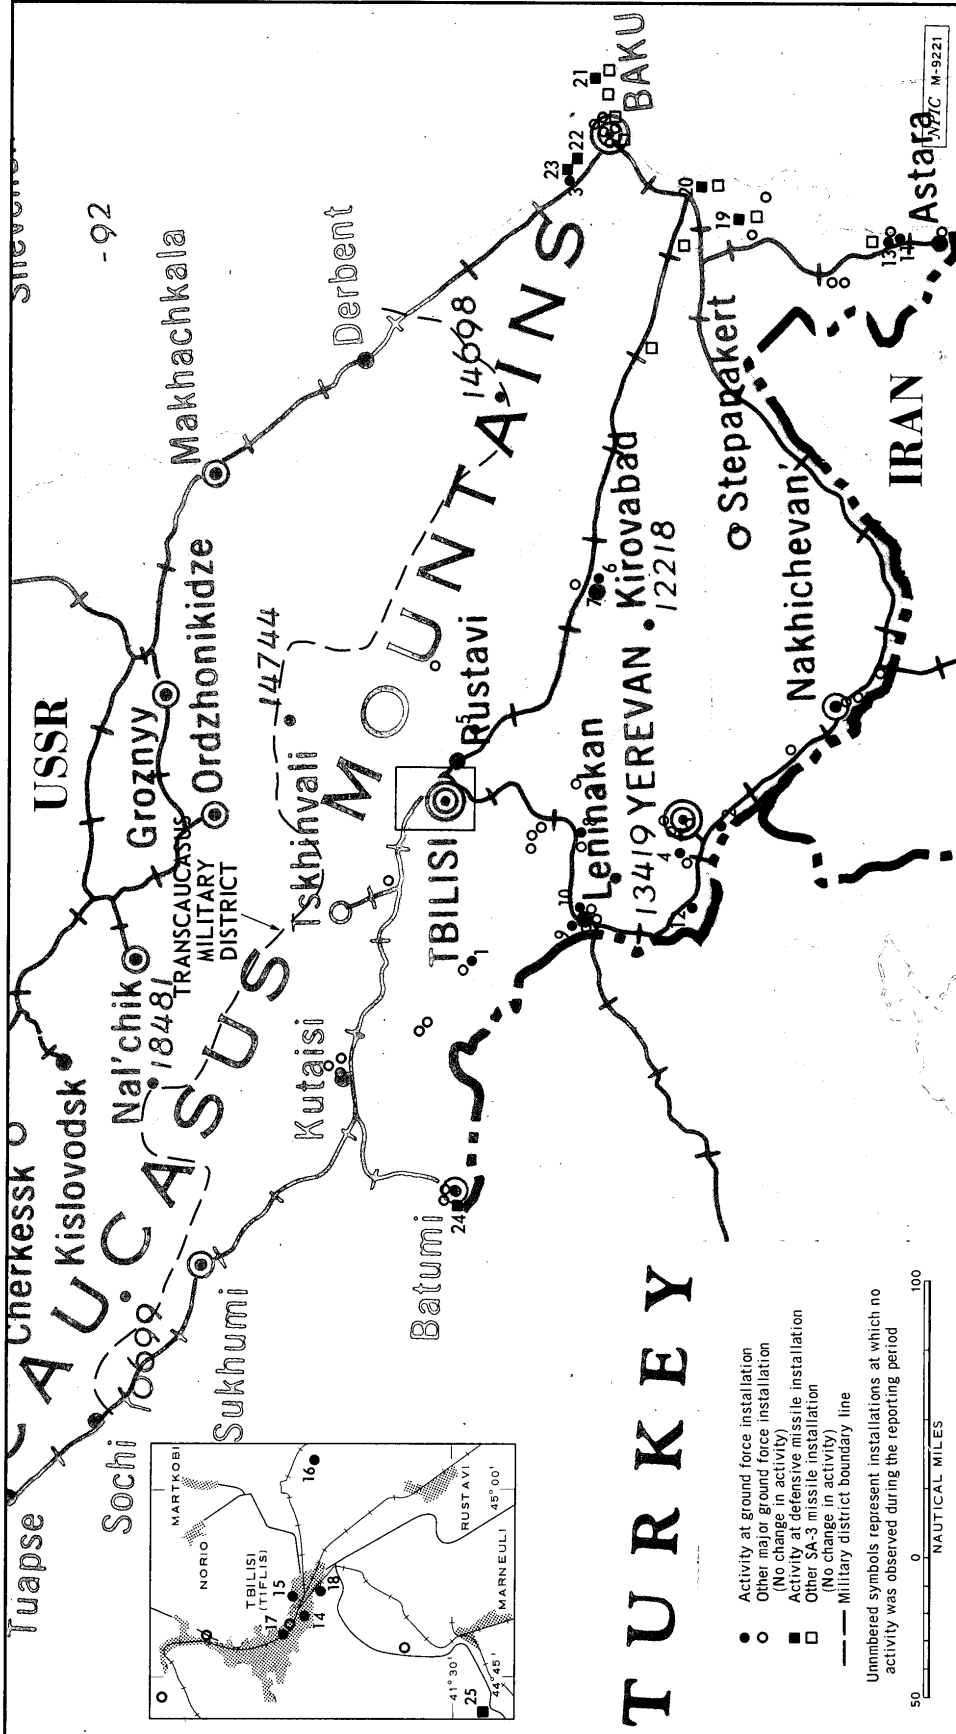 USSR
CAUCASUS
MOUNTAINS
TURKEY
IRAN
Tuapse
Sochi
10699
Sukhumi
Cherkessk
Kislovodsk
Nal'chik
18481
TRANSCAUCASUS
MILITARY
DISTRICT
Groznyy
Ordzhonikidze
Makhachkala
-92
Derbent
14698
14744
Tskhinvali
Kutaisi
Batumi
24
TBILISI
1
Rustavi
5
Leninakan
9
10
8
13419
YEREVAN
4
12
Kirovabad
7
6
12218
Stepanakert
Nakhichevan'
BAKU
21
22
23
3
20
19
13
11
Astara
NPIC M-9221
MARTKOBI
NORIO
TBILISI
(TIFLIS)
15
16
17
14
18
RUSTAVI
MARNEULI
25
41°30'
44°45'
45°00'
Activity at ground force installation
Other major ground force installation
(No change in activity)
Activity at defensive missile installation
Other SA-3 missile installation
(No change in activity)
Military district boundary line
Unnmbered symbols represent installations at which no
activity was observed during the reporting period
50 0 100
NAUTICAL MILES